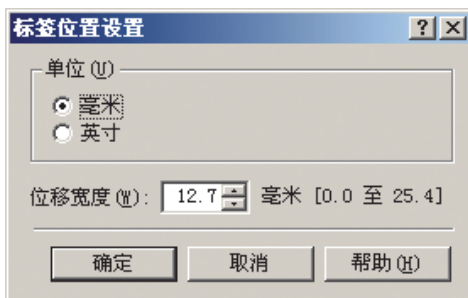 标签位置设置
单位(U)
毫米
英寸
位移宽度(W): 12.7 毫米 [0.0 至 25.4]
确定 取消 帮助(H)